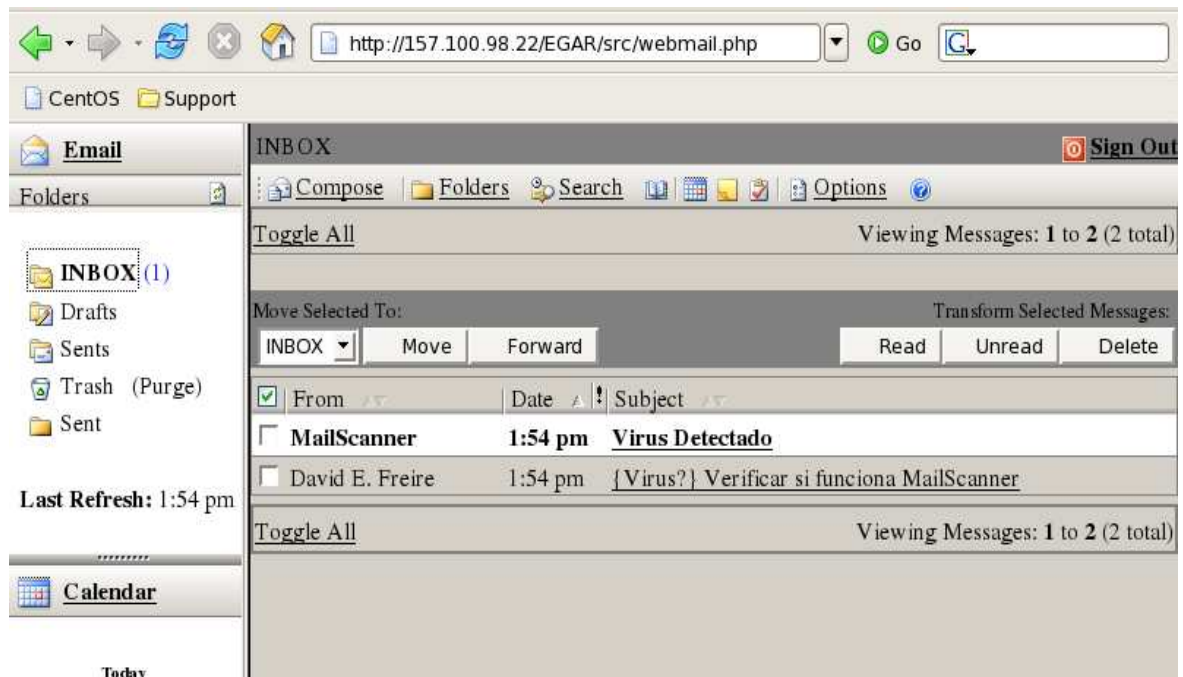 http://157.100.98.22/EGAR/src/webmail.php Go G
CentOS Support
Email
Folders
INBOX (1)
Drafts
Sents
Trash (Purge)
Sent
Last Refresh: 1:54 pm
Calendar
Today
INBOX Sign Out
Compose Folders Search Options
Toggle All Viewing Messages: 1 to 2 (2 total)
Move Selected To: Transform Selected Messages:
INBOX Move Forward Read Unread Delete
From Date ! Subject
MailScanner 1:54 pm Virus Detectado
David E. Freire 1:54 pm {Virus?} Verificar si funciona MailScanner
Toggle All Viewing Messages: 1 to 2 (2 total)